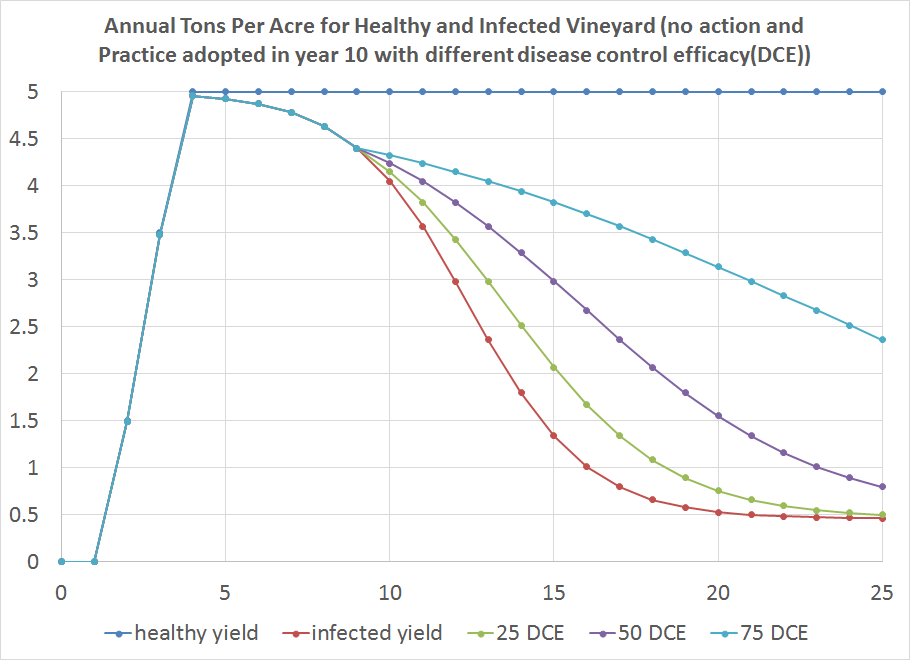 Annual Tons Per Acre for Healthy and Infected Vineyard (no action and
Practice adopted in year 10 with different disease control efficacy(DCE))
5
4.5
4
3.5
3
2.5
2
1.5
1
0.5
0
0 5 10 15 20 25
healthy yield infected yield 25 DCE 50 DCE 75 DCE